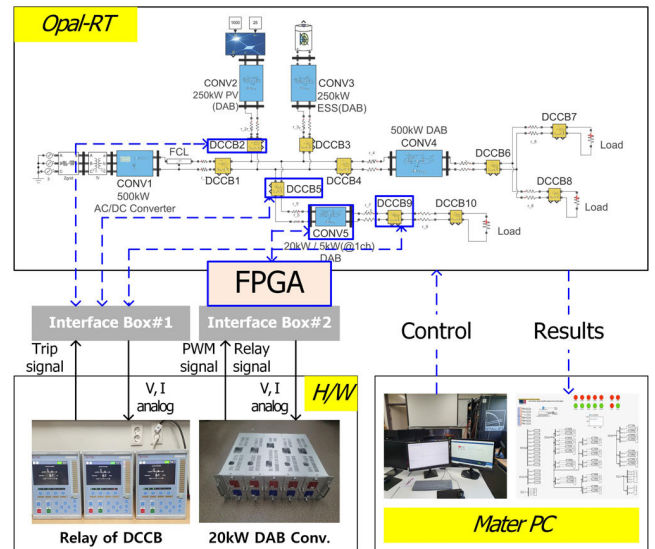 Opal-RT
1000
25
CONV2
250kW PV
(DAB)
CONV3
250kW
ESS(DAB)
DCCB2
DCCB3
500kW DAB
CONV4
DCCB7
Load
FCL
DCCB1
DCCB4
DCCB6
CONV1
500kW
AC/DC Converter
DCCB5
DCCB8
Load
DCCB9
DCCB10
Load
CONV5
20kW / 5kW(@1ch)
DAB
FPGA
Interface Box#1
Interface Box#2
Control
Results
Trip
signal
V, I
analog
PWM
signal
Relay
signal
V, I
analog
H/W
Relay of DCCB
20kW DAB Conv.
Mater PC